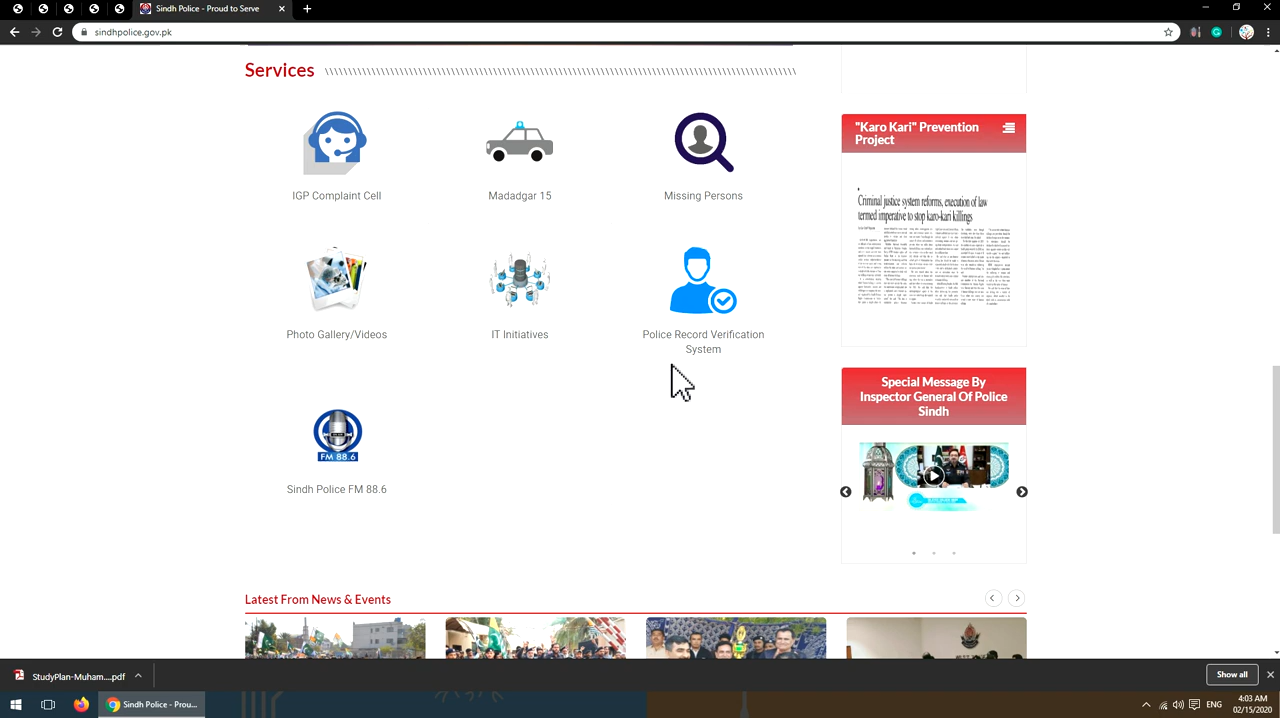 Sindh Police - Proud to Serve
sindhpolice.gov.pk
Services
"Karo Kari" Prevention
Project
IGP Complaint Cell
Madadgar 15
Missing Persons
Criminal justice system reforms, execution of law
termed imperative to stop karo-kari killings
Photo Gallery/Videos
IT Initiatives
Police Record Verification
System
Special Message By
Inspector General Of Police
Sindh
FM 88.6
Sindh Police FM 88.6
Latest From News & Events
StudyPlan-Muham....pdf
Show all
Sindh Police - Prou...
ENG
4:03 AM
02/15/2020